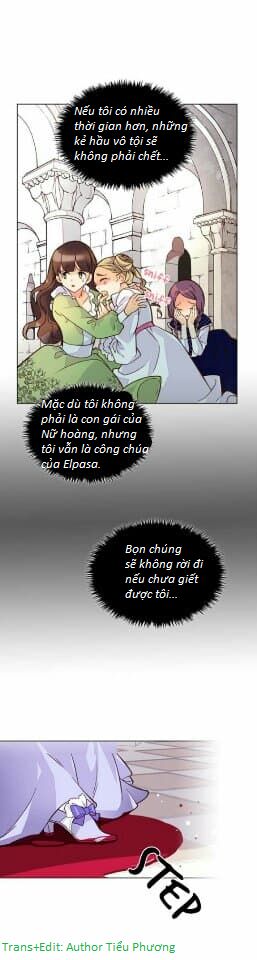 Nếu tôi có nhiều
thời gian hơn, những
kẻ hầu vô tội sẽ
không phải chết...
sniff
sniff
Mặc dù tôi không
phải là con gái của
Nữ hoàng, nhưng
tôi vẫn là công chúa
của Elpasa.
Bọn chúng
sẽ không rời đi
nếu chưa giết
được tôi...
STEP
Trans+Edit: Author Tiểu Phương